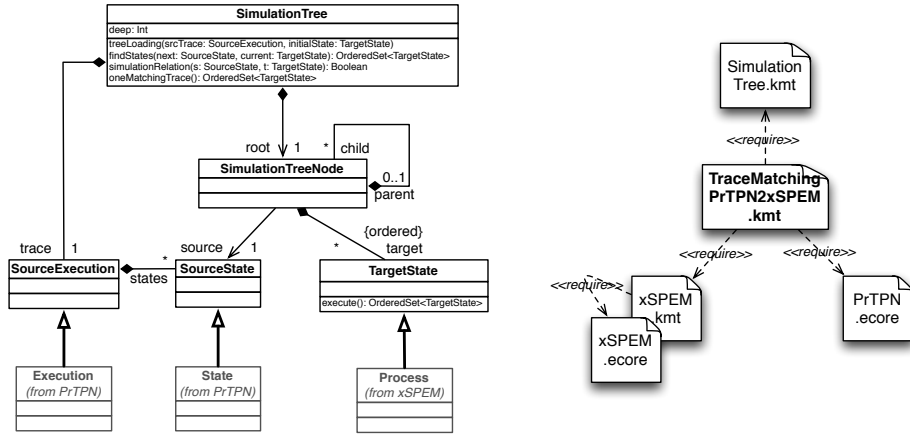 SimulationTree
deep: Int
treeLoading(srcTrace: SourceExecution, initialState: TargetState)
findStates(next: SourceState, current: TargetState): OrderedSet<TargetState>
simulationRelation(s: SourceState, t: TargetState): Boolean
oneMatchingTrace(): OrderedSet<TargetState>
root 1
* child
SimulationTreeNode
0..1
parent
trace 1
source 1
{ordered}
* target
SourceExecution
states *
SourceState
TargetState
execute(): OrderedSet<TargetState>
Execution
(from PrTPN)
State
(from PrTPN)
Process
(from xSPEM)
Simulation
Tree.kmt
<<require>>
TraceMatching
PrTPN2xSPEM
.kmt
<<require>>
<<require>>
<<require>>
xSPEM
.kmt
xSPEM
.ecore
PrTPN
.ecore